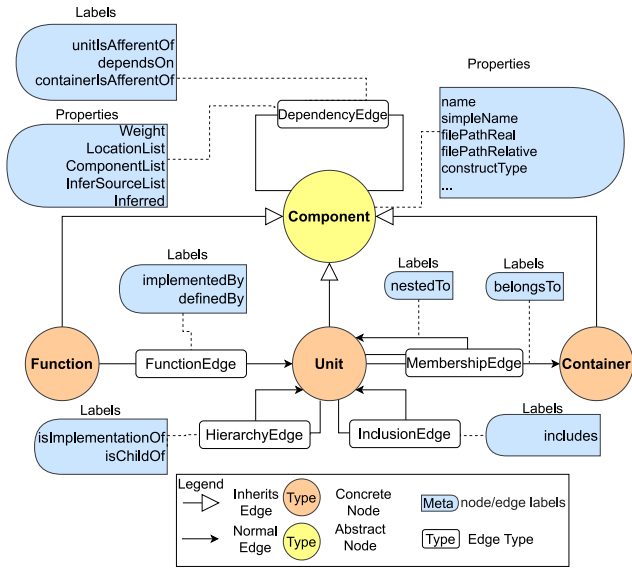 Labels
unitIsAfferentOf
dependsOn
containerIsAfferentOf
Properties
Weight
LocationList
ComponentList
InferSourceList
Inferred
DependencyEdge
Properties
name
simpleName
filePathReal
filePathRelative
constructType
...
Component
Labels
implementedBy
definedBy
Labels
nestedTo
Labels
belongsTo
Function
FunctionEdge
Unit
MembershipEdge
Container
Labels
isImplementationOf
isChildOf
HierarchyEdge
InclusionEdge
Labels
includes
Legend
Inherits
Edge
Type
Concrete
Node
Meta
node/edge labels
Normal
Edge
Type
Abstract
Node
Type
Edge Type